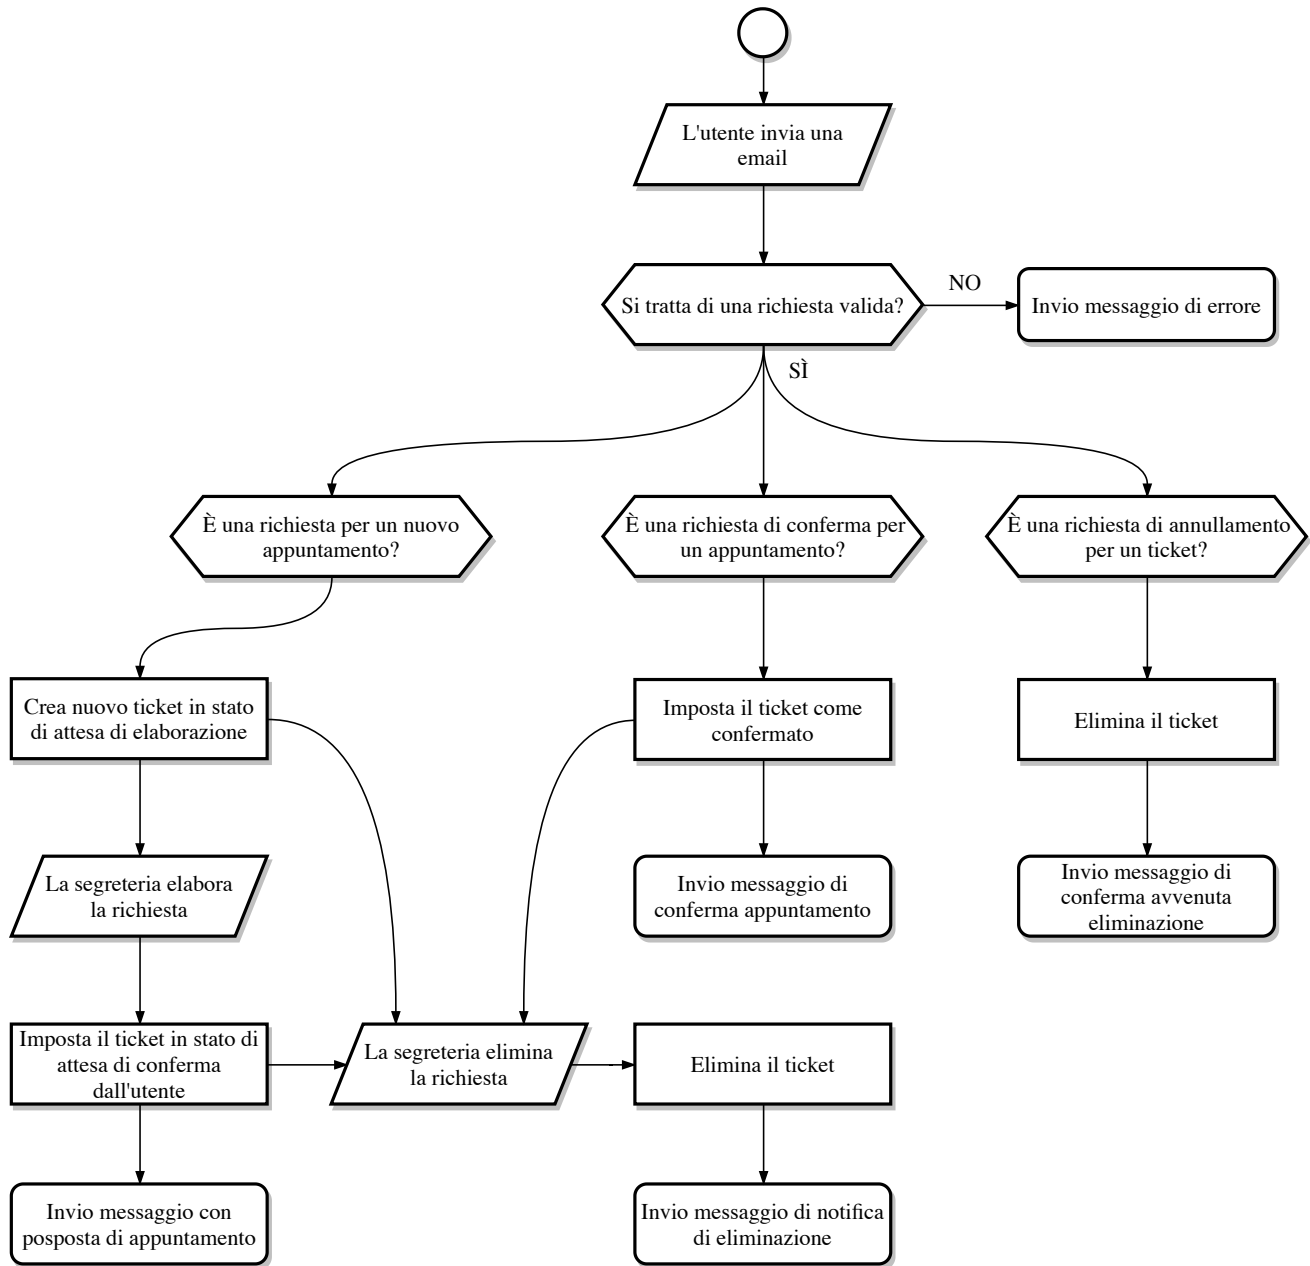 L'utente invia una
email
Si tratta di una richiesta valida?
NO
Invio messaggio di errore
SÌ
È una richiesta per un nuovo
appuntamento?
È una richiesta di conferma per
un appuntamento?
È una richiesta di annullamento
per un ticket?
Crea nuovo ticket in stato
di attesa di elaborazione
Imposta il ticket come
confermato
Elimina il ticket
La segreteria elabora
la richiesta
Invio messaggio di
conferma appuntamento
Invio messaggio di
conferma avvenuta
eliminazione
Imposta il ticket in stato di
attesa di conferma
dall'utente
La segreteria elimina
la richiesta
Elimina il ticket
Invio messaggio con
posposta di appuntamento
Invio messaggio di notifica
di eliminazione